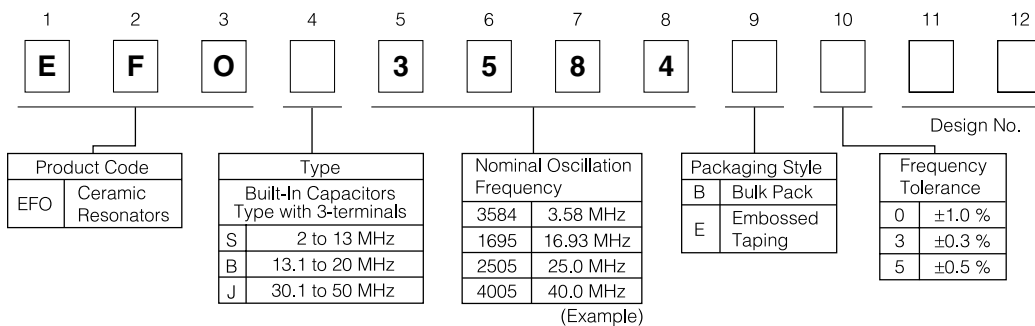 1 2 3 4 5 6 7 8 9 10 11 12
E F O 3 5 8 4
Design No.
Product Code
EFO Ceramic
Resonators
Type
Built-In Capacitors
Type with 3-terminals
S 2 to 13 MHz
B 13.1 to 20 MHz
J 30.1 to 50 MHz
Nominal Oscillation
Frequency
3584 3.58 MHz
1695 16.93 MHz
2505 25.0 MHz
4005 40.0 MHz
(Example)
Packaging Style
B Bulk Pack
E Embossed
Taping
Frequency
Tolerance
0 ±1.0 %
3 ±0.3 %
5 ±0.5 %